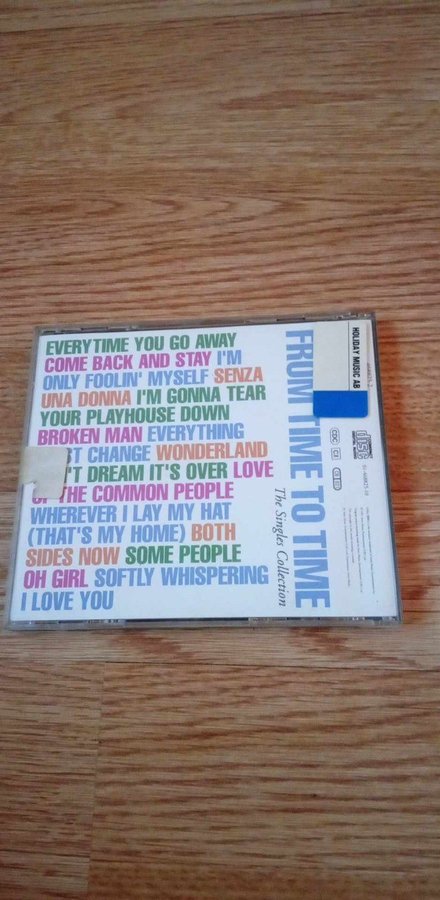 EVERYTIME YOU GO AWAY
COME BACK AND STAY I'M
ONLY FOOLIN' MYSELF SENZA
UNA DONNA I'M GONNA TEAR
YOUR PLAYHOUSE DOWN
BROKEN MAN EVERYTHING
ST CHANGE WONDERLAND
'T DREAM IT'S OVER LOVE
OF THE COMMON PEOPLE
WHEREVER I LAY MY HAT
(THAT'S MY HOME) BOTH
SIDES NOW SOME PEOPLE
OH GIRL SOFTLY WHISPERING
I LOVE YOU
FROM TIME TO TIME
The Singles Collection
HOLIDAY MUSIC AB